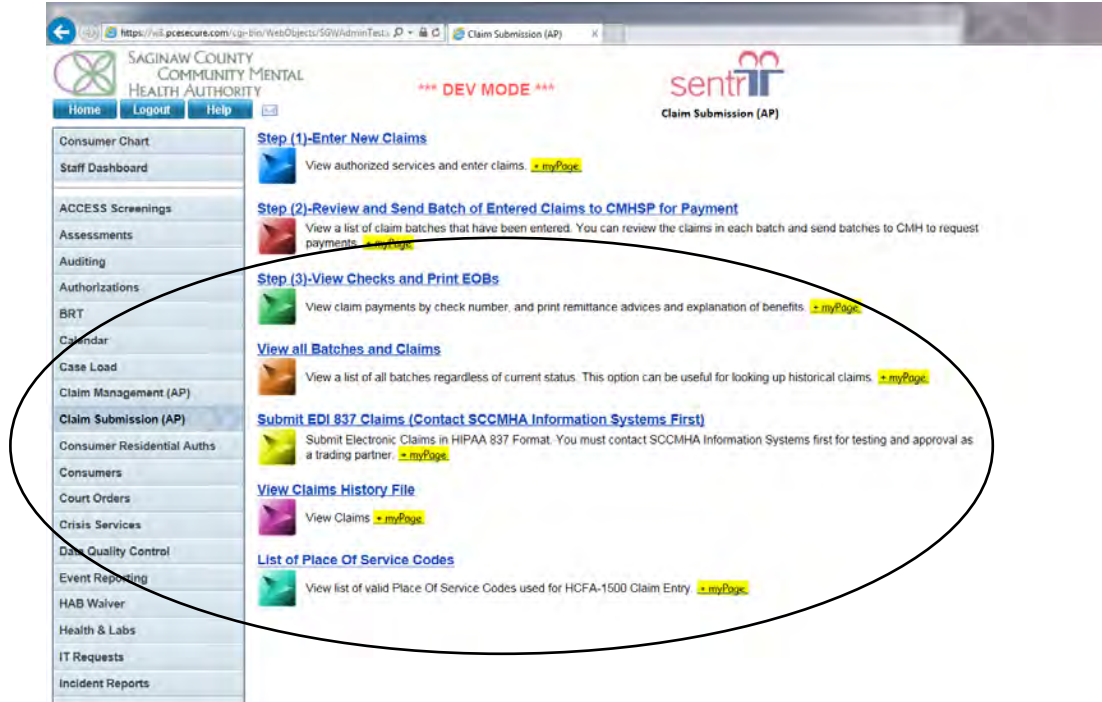 https://w3.pcesecure.com/cgi-bin/WebObjects/SGWAdminTest
Claim Submission (AP)
X
SAGINAW COUNTY
COMMUNITY MENTAL
HEALTH AUTHORITY
*** DEV MODE ***
sentri
Claim Submission (AP)
Home Logout Help
Consumer Chart
Staff Dashboard
ACCESS Screenings
Assessments
Auditing
Authorizations
BRT
Calendar
Case Load
Claim Management (AP)
Claim Submission (AP)
Consumer Residential Auths
Consumers
Court Orders
Crisis Services
Data Quality Control
Event Reporting
HAB Waiver
Health & Labs
IT Requests
Incident Reports
Step (1)-Enter New Claims
View authorized services and enter claims. + myPage
Step (2)-Review and Send Batch of Entered Claims to CMHSP for Payment
View a list of claim batches that have been entered. You can review the claims in each batch and send batches to CMH to request
payments. + myPage
Step (3)-View Checks and Print EOBs
View claim payments by check number, and print remittance advices and explanation of benefits. + myPage
View all Batches and Claims
View a list of all batches regardless of current status. This option can be useful for looking up historical claims. + myPage
Submit EDI 837 Claims (Contact SCCMHA Information Systems First)
Submit Electronic Claims in HIPAA 837 Format. You must contact SCCMHA Information Systems first for testing and approval as
a trading partner. + myPage
View Claims History File
View Claims + myPage
List of Place Of Service Codes
View list of valid Place Of Service Codes used for HCFA-1500 Claim Entry. + myPage